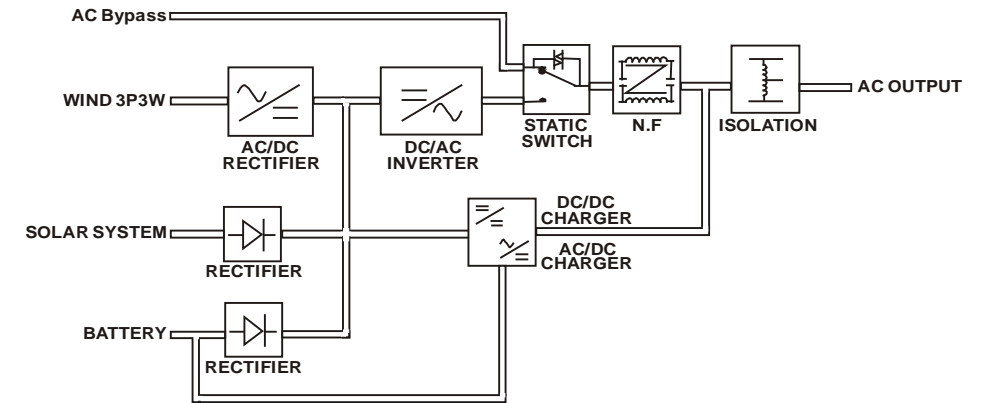 AC Bypass
WIND 3P3W
AC/DC
RECTIFIER
DC/AC
INVERTER
STATIC
SWITCH
N.F
ISOLATION
AC OUTPUT
SOLAR SYSTEM
RECTIFIER
DC/DC
CHARGER
AC/DC
CHARGER
BATTERY
RECTIFIER